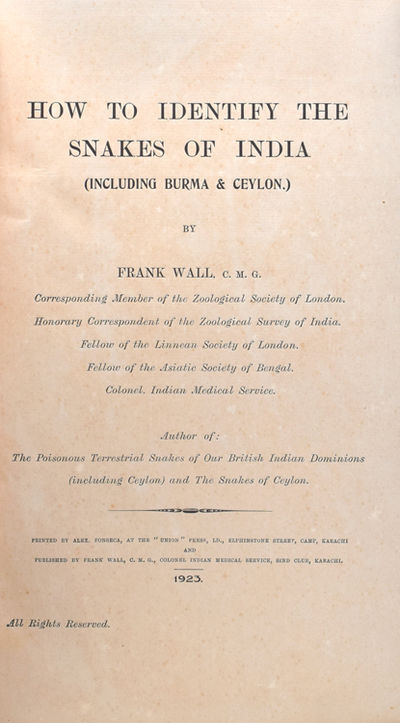 HOW TO IDENTIFY THE
SNAKES OF INDIA
(INCLUDING BURMA & CEYLON.)
BY
FRANK WALL, C. M. G.
Corresponding Member of the Zoological Society of London.
Honorary Correspondent of the Zoological Survey of India.
Fellow of the Linnean Society of London.
Fellow of the Asiatic Society of Bengal.
Colonel. Indian Medical Service.
Author of:
The Poisonous Terrestrial Snakes of Our British Indian Dominions
(including Ceylon) and The Snakes of Ceylon.
PRINTED BY ALEX. FONSECA, AT THE "UNION" PRESS, LD., ELPHINSTONE STREET, CAMP, KARACHI
AND
PUBLISHED BY FRANK WALL, C. M. G., COLONEL INDIAN MEDICAL SERVICE, SIND CLUB, KARACHI.
1923.
All Rights Reserved.